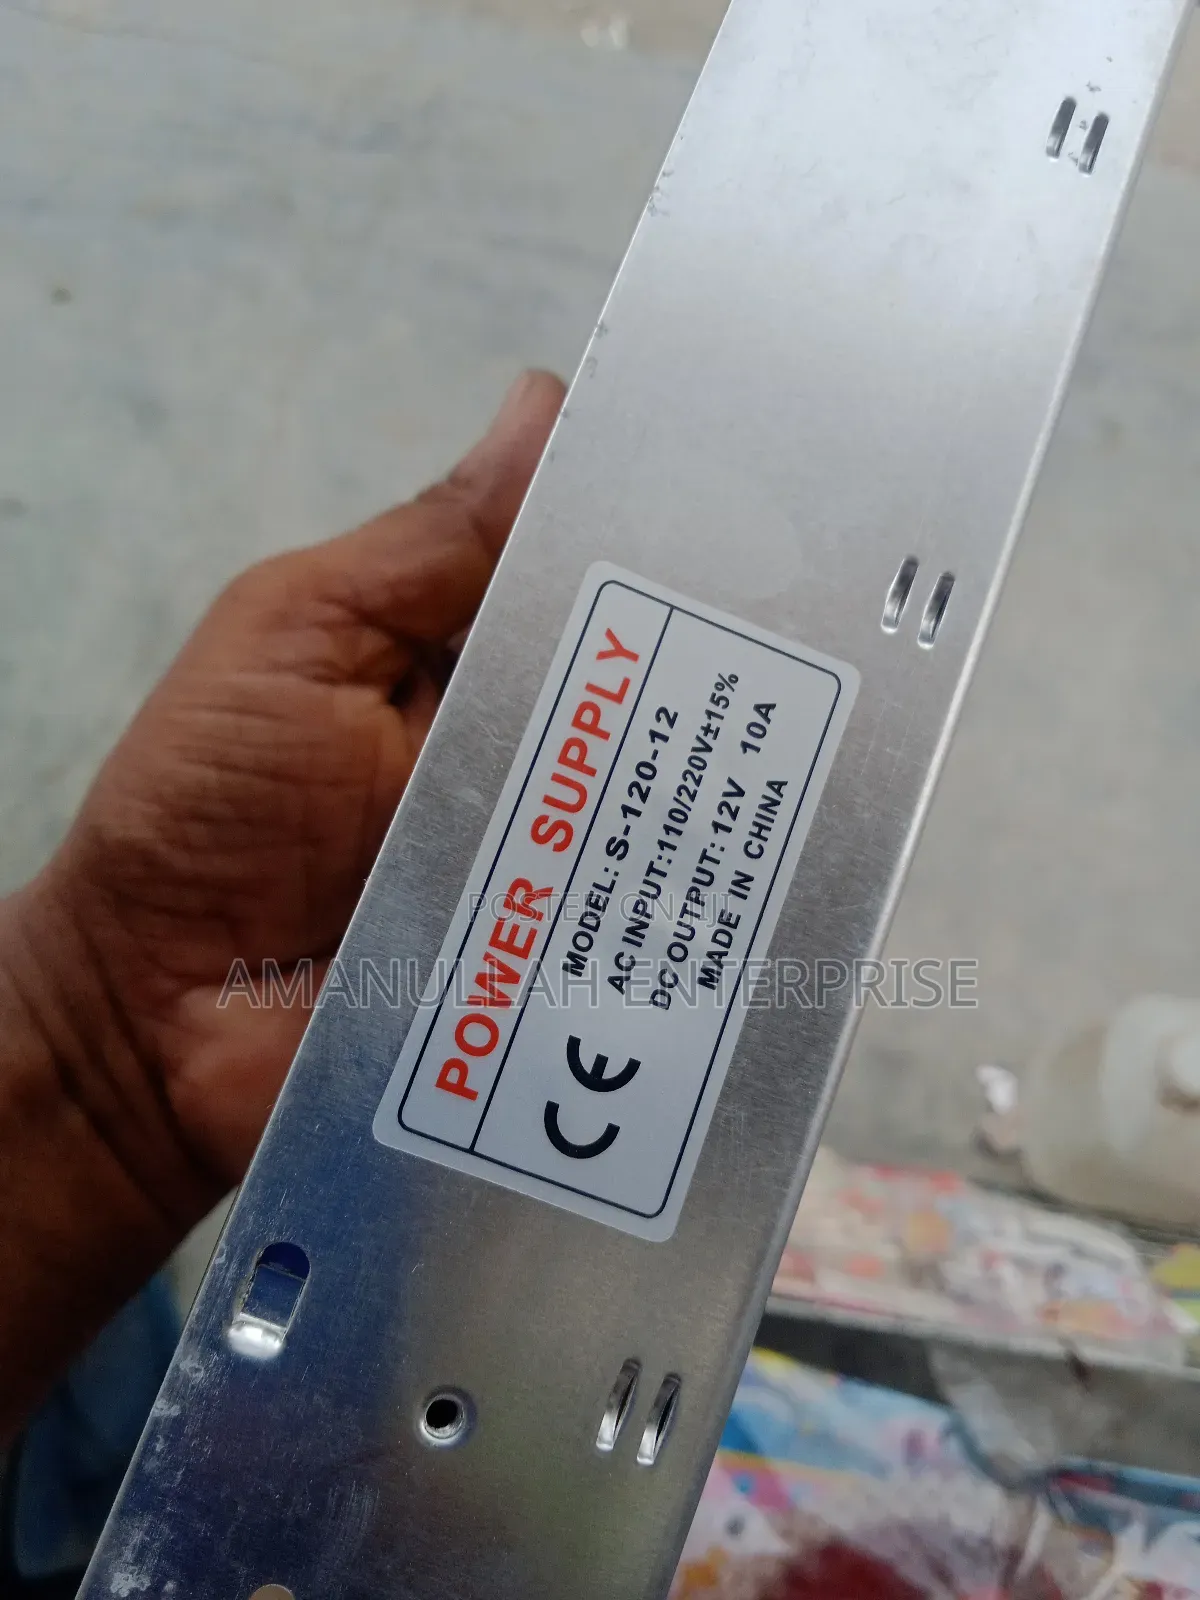 POWER SUPPLY
MODEL: S-120-12
AC INPUT:110/220V±15%
DC OUTPUT: 12V 10A
MADE IN CHINA
CE
POSTED ON JIJI
AMANULLAH ENTERPRISE